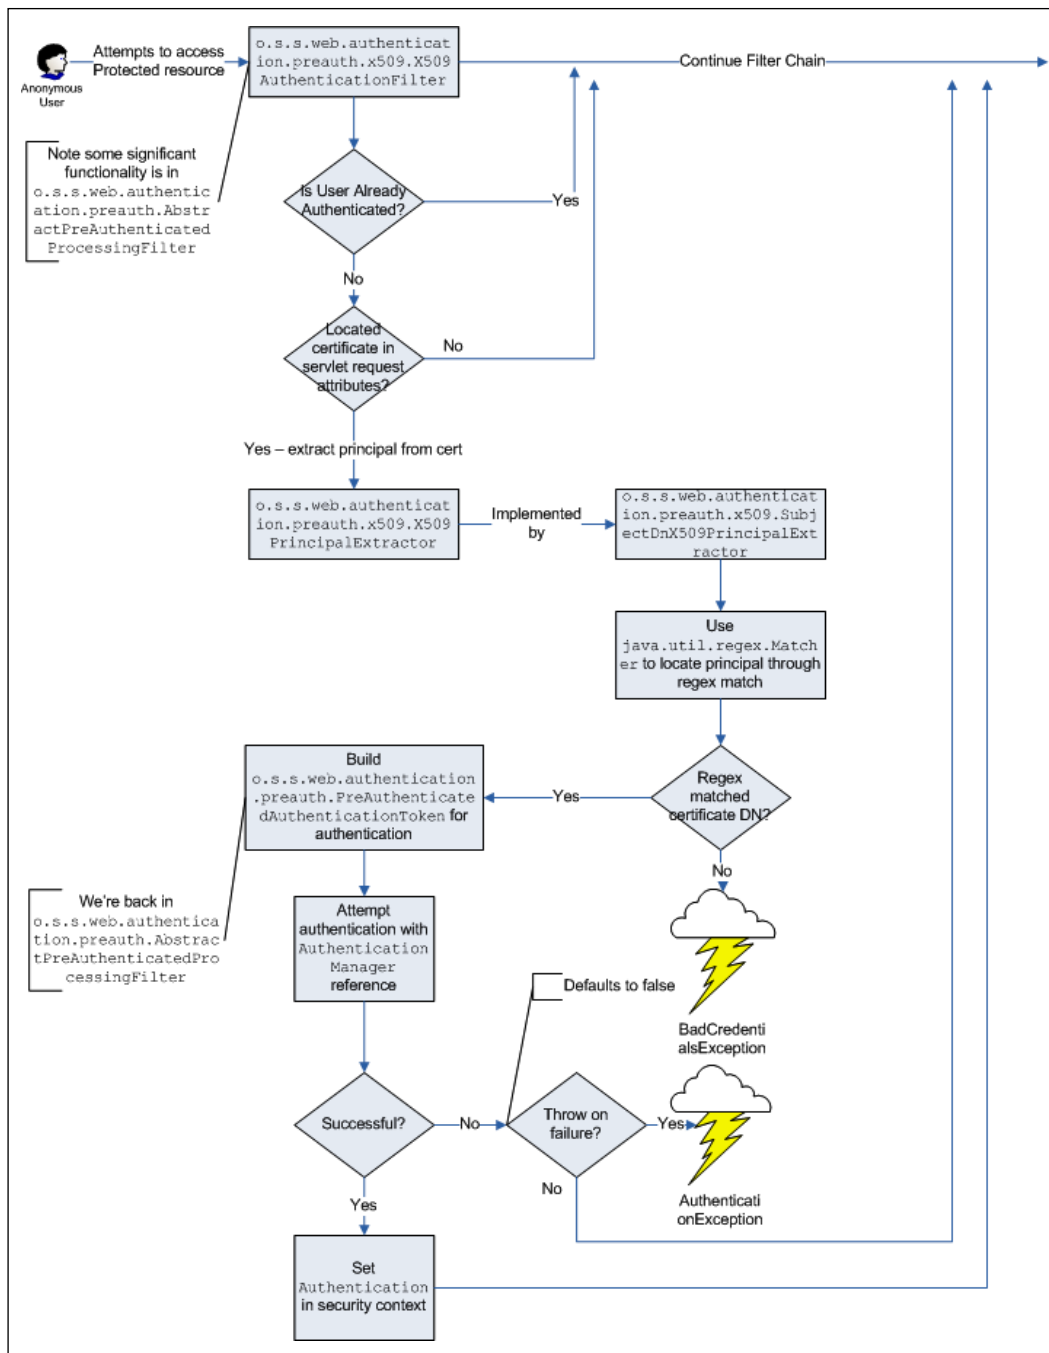 Attempts to access
Protected resource
Anonymous
User
o.s.s.web.authenticat
ion.preauth.x509.X509
AuthenticationFilter
Continue Filter Chain
Note some significant
functionality is in
o.s.s.web.authentic
ation.preauth.Abstr
actPreAuthenticated
ProcessingFilter
Is User Already
Authenticated?
Yes
No
Located
certificate in
servlet request
attributes?
No
Yes – extract principal from cert
o.s.s.web.authenticat
ion.preauth.x509.X509
PrincipalExtractor
Implemented
by
o.s.s.web.authenticat
ion.preauth.x509.Subj
ectDnX509PrincipalExt
ractor
Use
java.util.regex.Match
er to locate principal through
regex match
Regex
matched
certificate DN?
Yes
No
Build
o.s.s.web.authentication
.preauth.PreAuthenticate
dAuthenticationToken for
authentication
We're back in
o.s.s.web.authentica
tion.preauth.Abstrac
tPreAuthenticatedPro
cessingFilter
Attempt
authentication with
Authentication
Manager
reference
BadCredenti
alsException
Defaults to false
Successful?
No
Throw on
failure?
Yes
AuthenticatI
onException
No
Yes
Set
Authentication
in security context